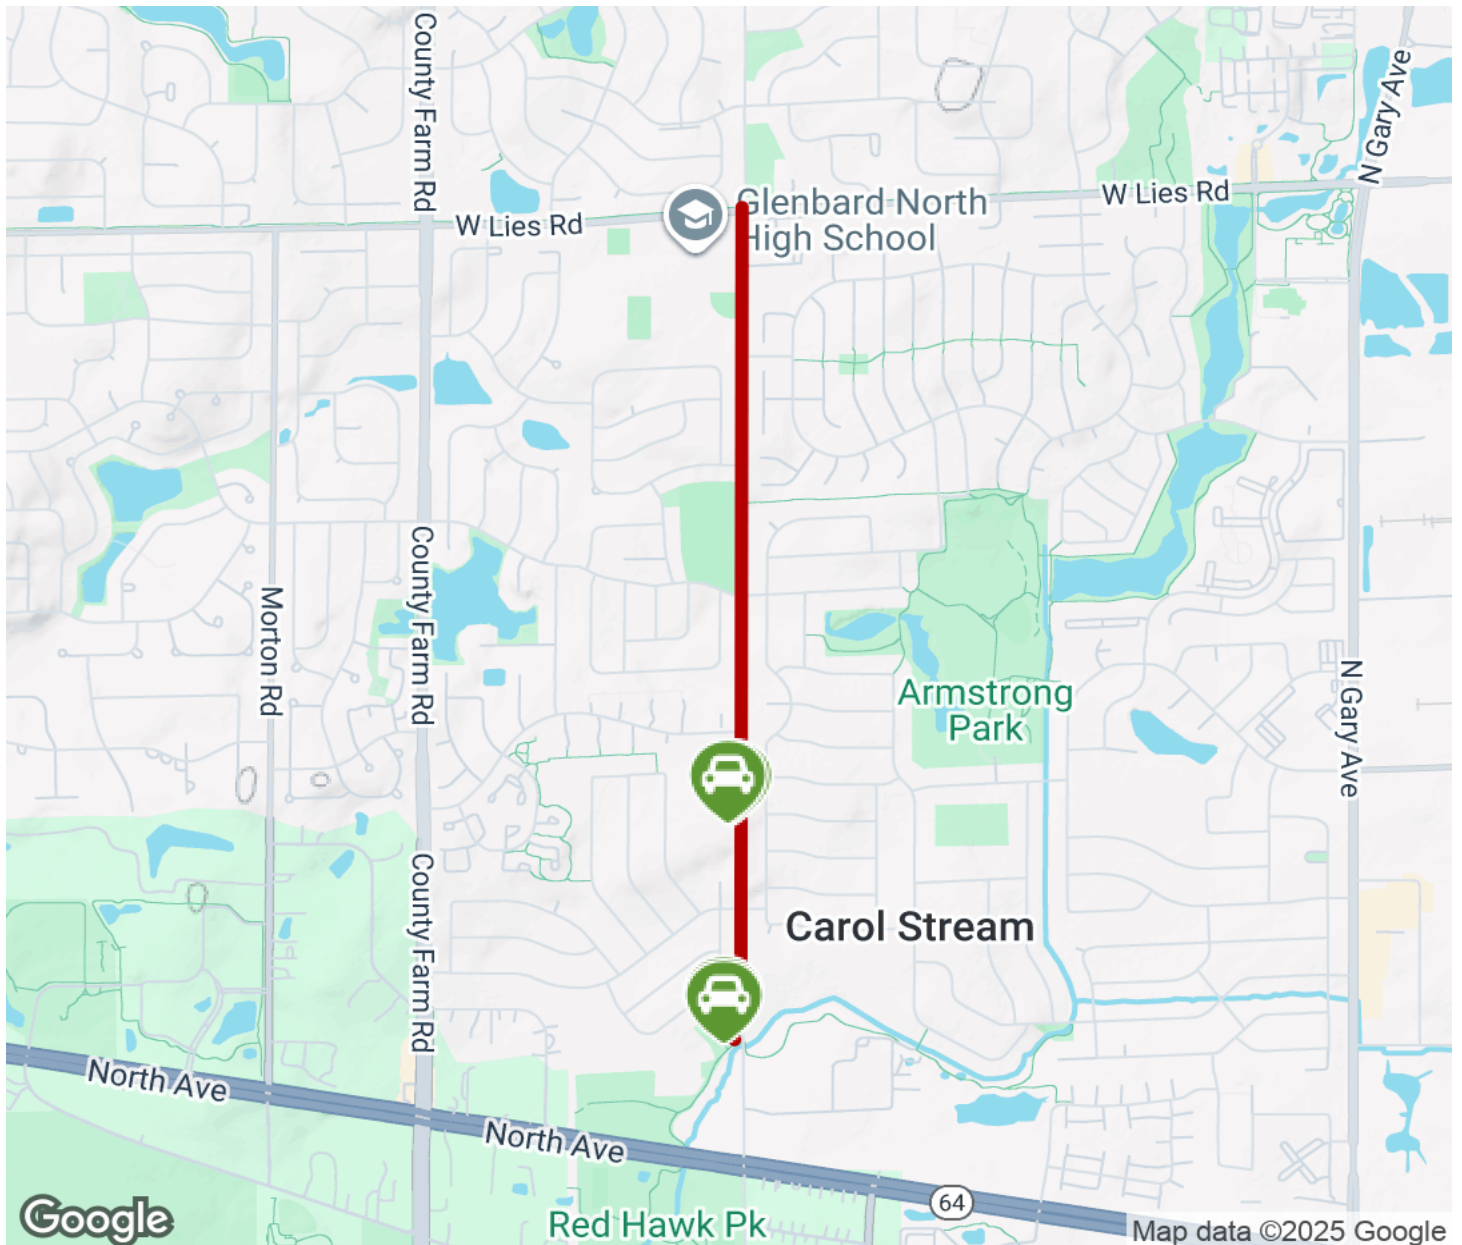 County Farm Rd
N Gary Ave
W Lies Rd
Glenbard North
High School
W Lies Rd
County Farm Rd
Morton Rd
Armstrong
Park
N Gary Ave
County Farm Rd
Carol Stream
North Ave
North Ave
64
Red Hawk Pk
Google
Map data ©2025 Google